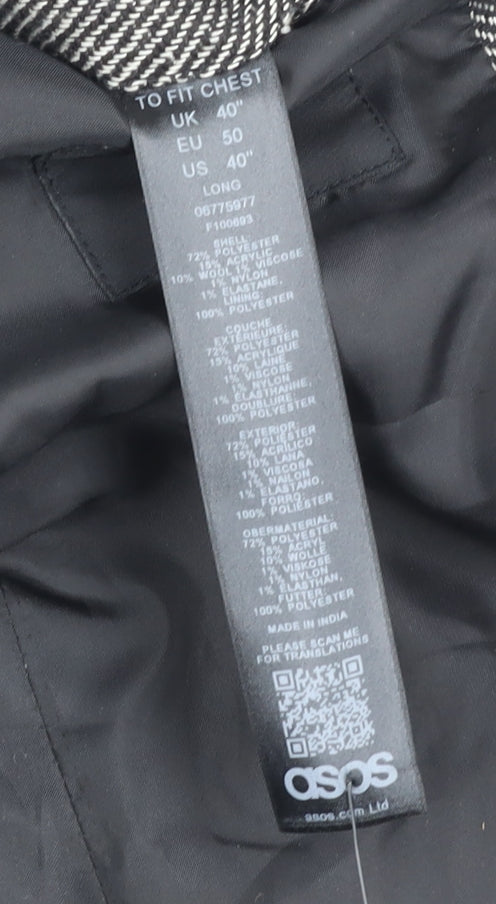 TO FIT CHEST
UK 40"
EU 50
US 40"
LONG
06775977
F100693
SHELL:
72% POLYESTER
15% ACRYLIC
10% WOOL 1% VISCOSE
1% NYLON
1% ELASTANE,
LINING:
100% POLYESTER
COUCHE
EXTÉRIEURE:
72% POLYESTER
15% ACRYLIQUE
10% LAINE
1% VISCOSE
1% NYLON
1% ELASTHANNE,
DOUBLURE:
100% POLYESTER
EXTERIOR:
72% POLIÉSTER
15% ACRÍLICO
10% LANA
1% VISCOSA
1% NAILON
1% ELASTANO,
FORRO:
100% POLIÉSTER
OBERMATERIAL:
72% POLYESTER
15% ACRYL
10% WOLLE
1% VISKOSE
1% NYLON
1% ELASTHAN,
FUTTER:
100% POLYESTER
MADE IN INDIA
PLEASE SCAN ME
FOR TRANSLATIONS
asos
asos.com Ltd